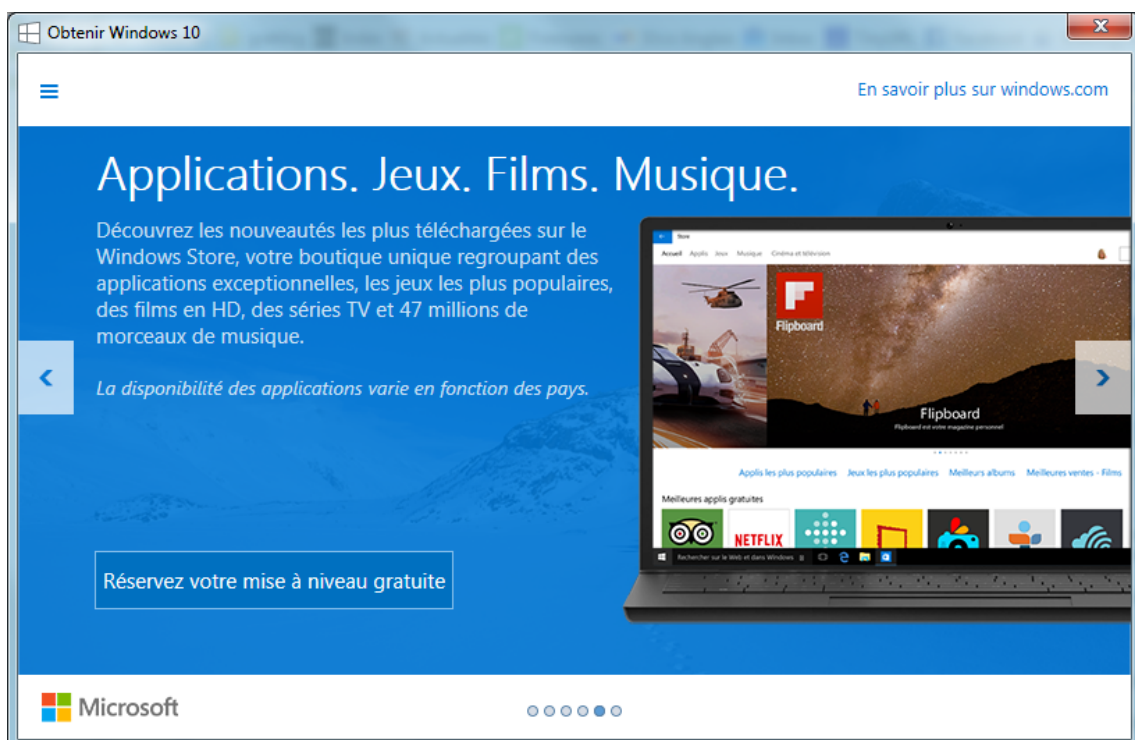 Obtenir Windows 10
En savoir plus sur windows.com
Applications. Jeux. Films. Musique.
Découvrez les nouveautés les plus téléchargées sur le
Windows Store, votre boutique unique regroupant des
applications exceptionnelles, les jeux les plus populaires,
des films en HD, des séries TV et 47 millions de
morceaux de musique.
La disponibilité des applications varie en fonction des pays.
Réservez votre mise à niveau gratuite
Store
Accueil Applis Jeux Musique Cinéma et télévision
Flipboard
Flipboard
Flipboard est votre magazine personnel
Applis les plus populaires Jeux les plus populaires Meilleurs albums Meilleures ventes - Films
Meilleures applis gratuites
NETFLIX
Rechercher sur le Web et dans Windows
Microsoft